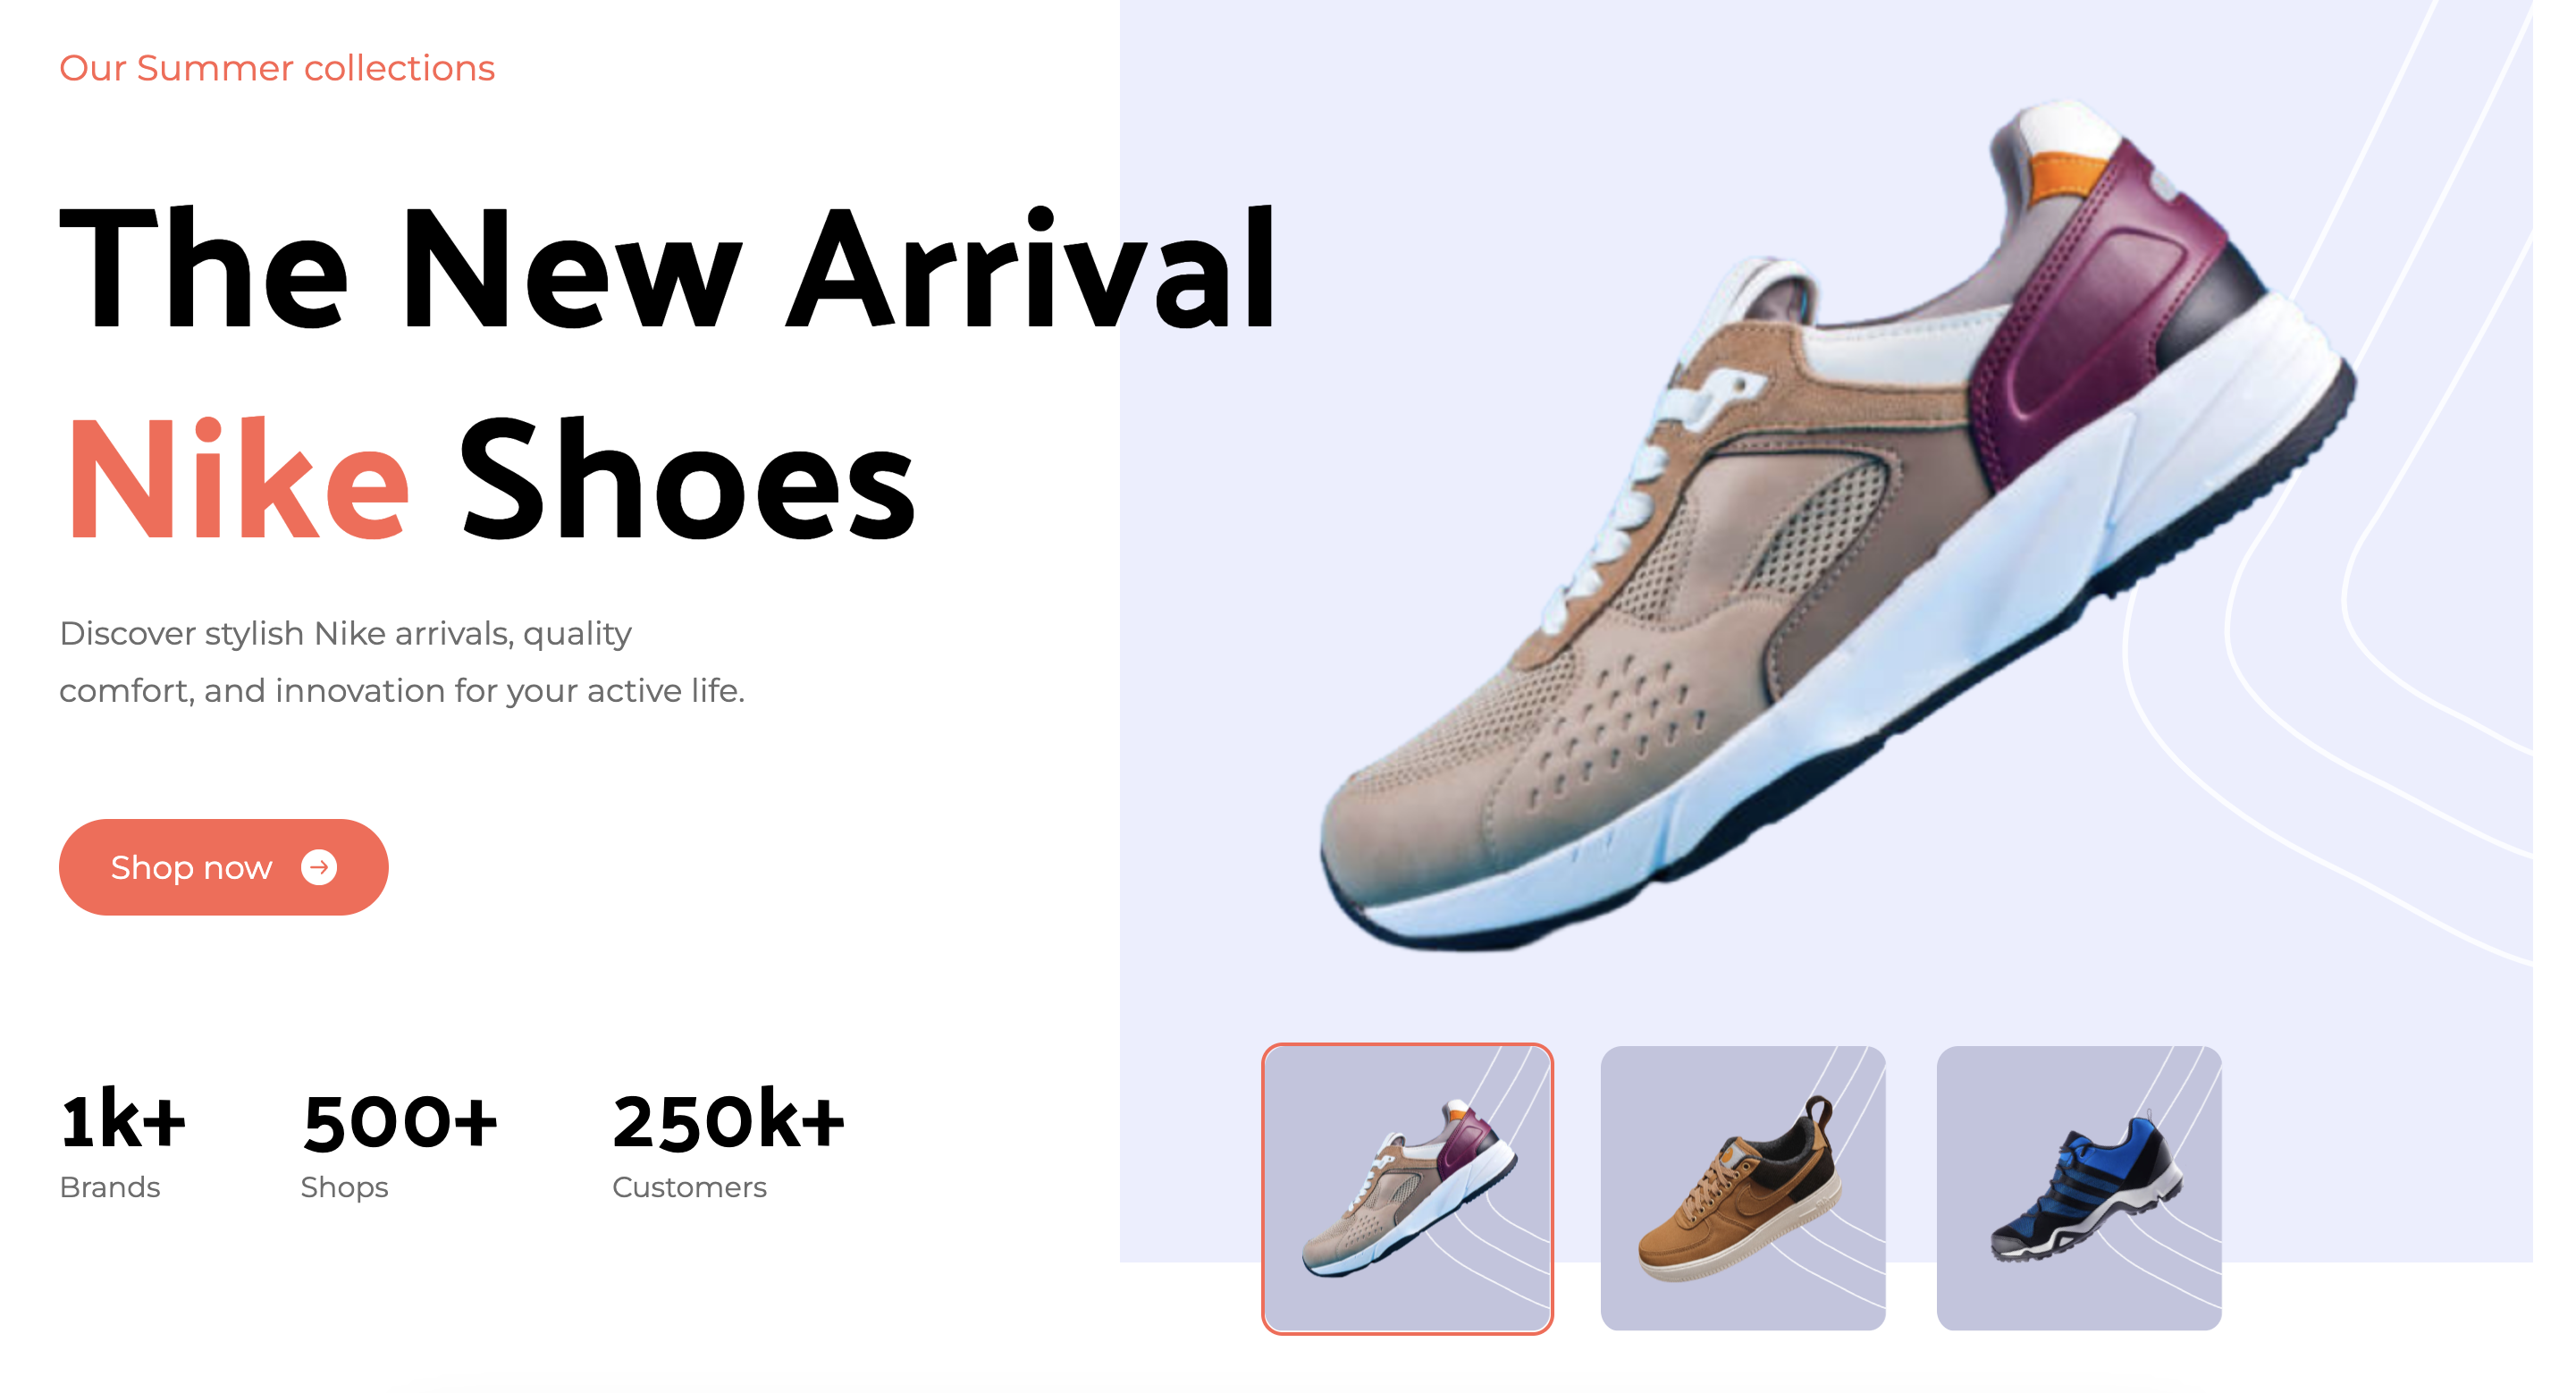 Our Summer collections
The New Arrival
Nike Shoes
Discover stylish Nike arrivals, quality
comfort, and innovation for your active life.
Shop now
1k+ 500+ 250k+
Brands Shops Customers